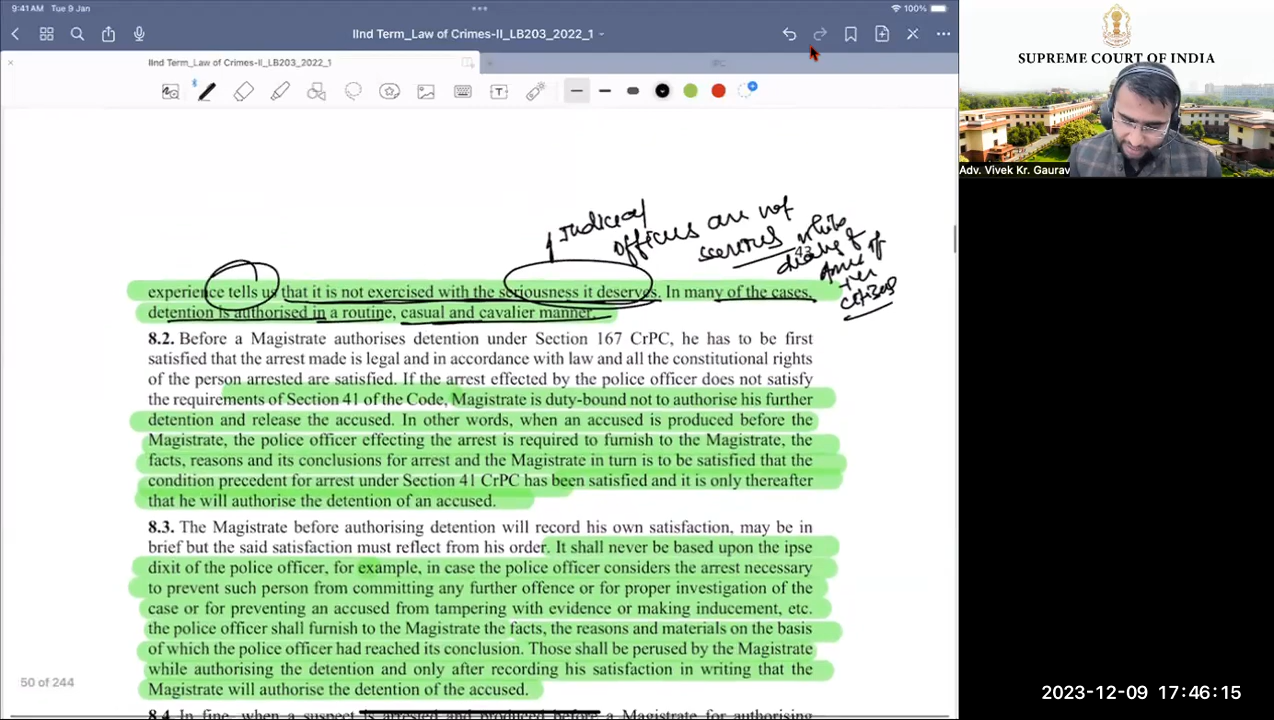 9:41 AM Tue 9 Jan
100%
IInd Term_Law of Crimes-II_LB203_2022_1
IInd Term_Law of Crimes-II_LB203_2022_1
SUPREME COURT OF INDIA
Adv. Vivek Kr. Gaurav
Judicial
officers are not
serious while
citizens
experience tells us that it is not exercised with the seriousness it deserves. In many of the cases,
detention is authorised in a routine, casual and cavalier manner.
8.2. Before a Magistrate authorises detention under Section 167 CrPC, he has to be first
satisfied that the arrest made is legal and in accordance with law and all the constitutional rights
of the person arrested are satisfied. If the arrest effected by the police officer does not satisfy
the requirements of Section 41 of the Code, Magistrate is duty-bound not to authorise his further
detention and release the accused. In other words, when an accused is produced before the
Magistrate, the police officer effecting the arrest is required to furnish to the Magistrate, the
facts, reasons and its conclusions for arrest and the Magistrate in turn is to be satisfied that the
condition precedent for arrest under Section 41 CrPC has been satisfied and it is only thereafter
that he will authorise the detention of an accused.
8.3. The Magistrate before authorising detention will record his own satisfaction, may be in
brief but the said satisfaction must reflect from his order. It shall never be based upon the ipse
dixit of the police officer, for example, in case the police officer considers the arrest necessary
to prevent such person from committing any further offence or for proper investigation of the
case or for preventing an accused from tampering with evidence or making inducement, etc.
the police officer shall furnish to the Magistrate the facts, the reasons and materials on the basis
of which the police officer had reached its conclusion. Those shall be perused by the Magistrate
while authorising the detention and only after recording his satisfaction in writing that the
Magistrate will authorise the detention of the accused.
8.4. In fine, when a suspect is arrested and produced before a Magistrate for authorising
50 of 244
2023-12-09 17:46:15